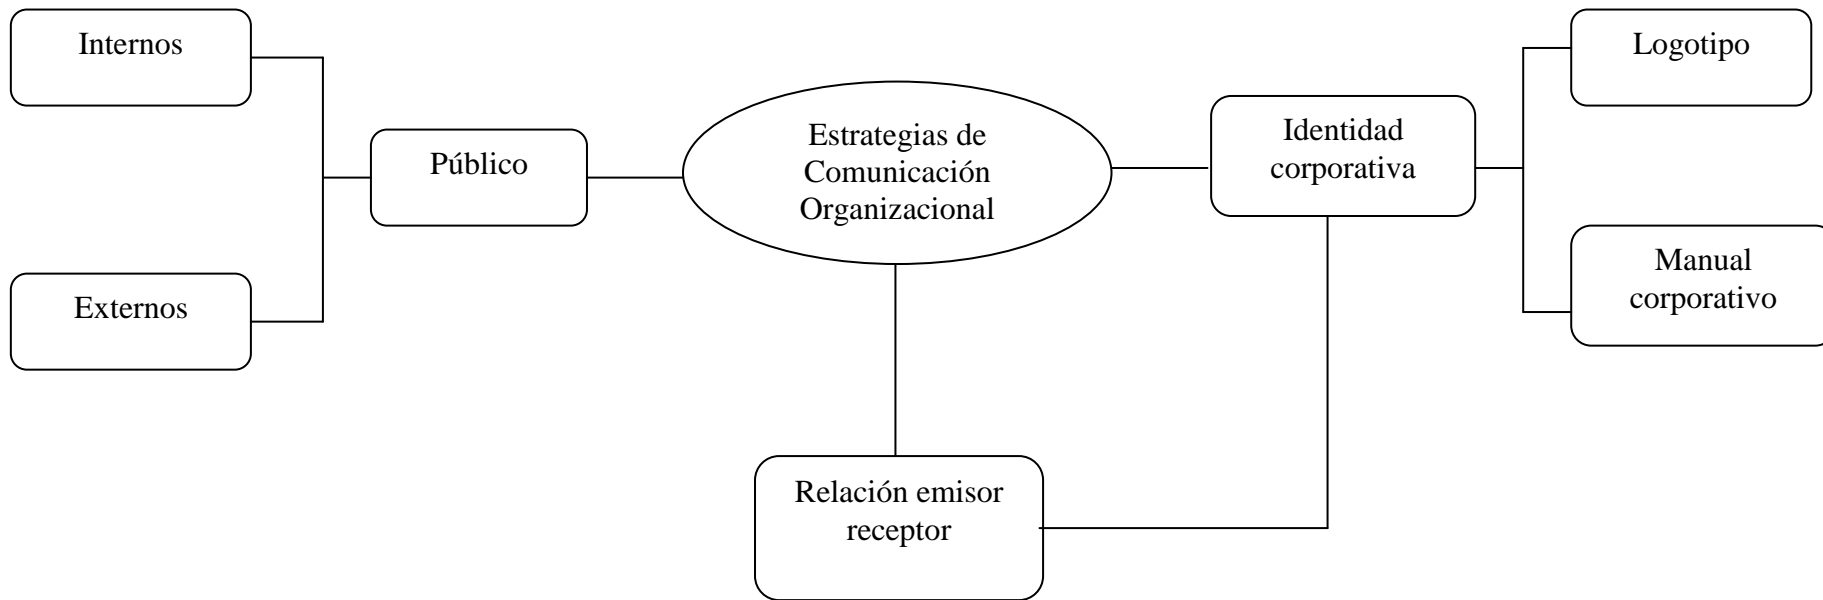 Internos
Logotipo
Estrategias de
Comunicación
Organizacional
Identidad
corporativa
Público
Manual
corporativo
Externos
Relación emisor
receptor